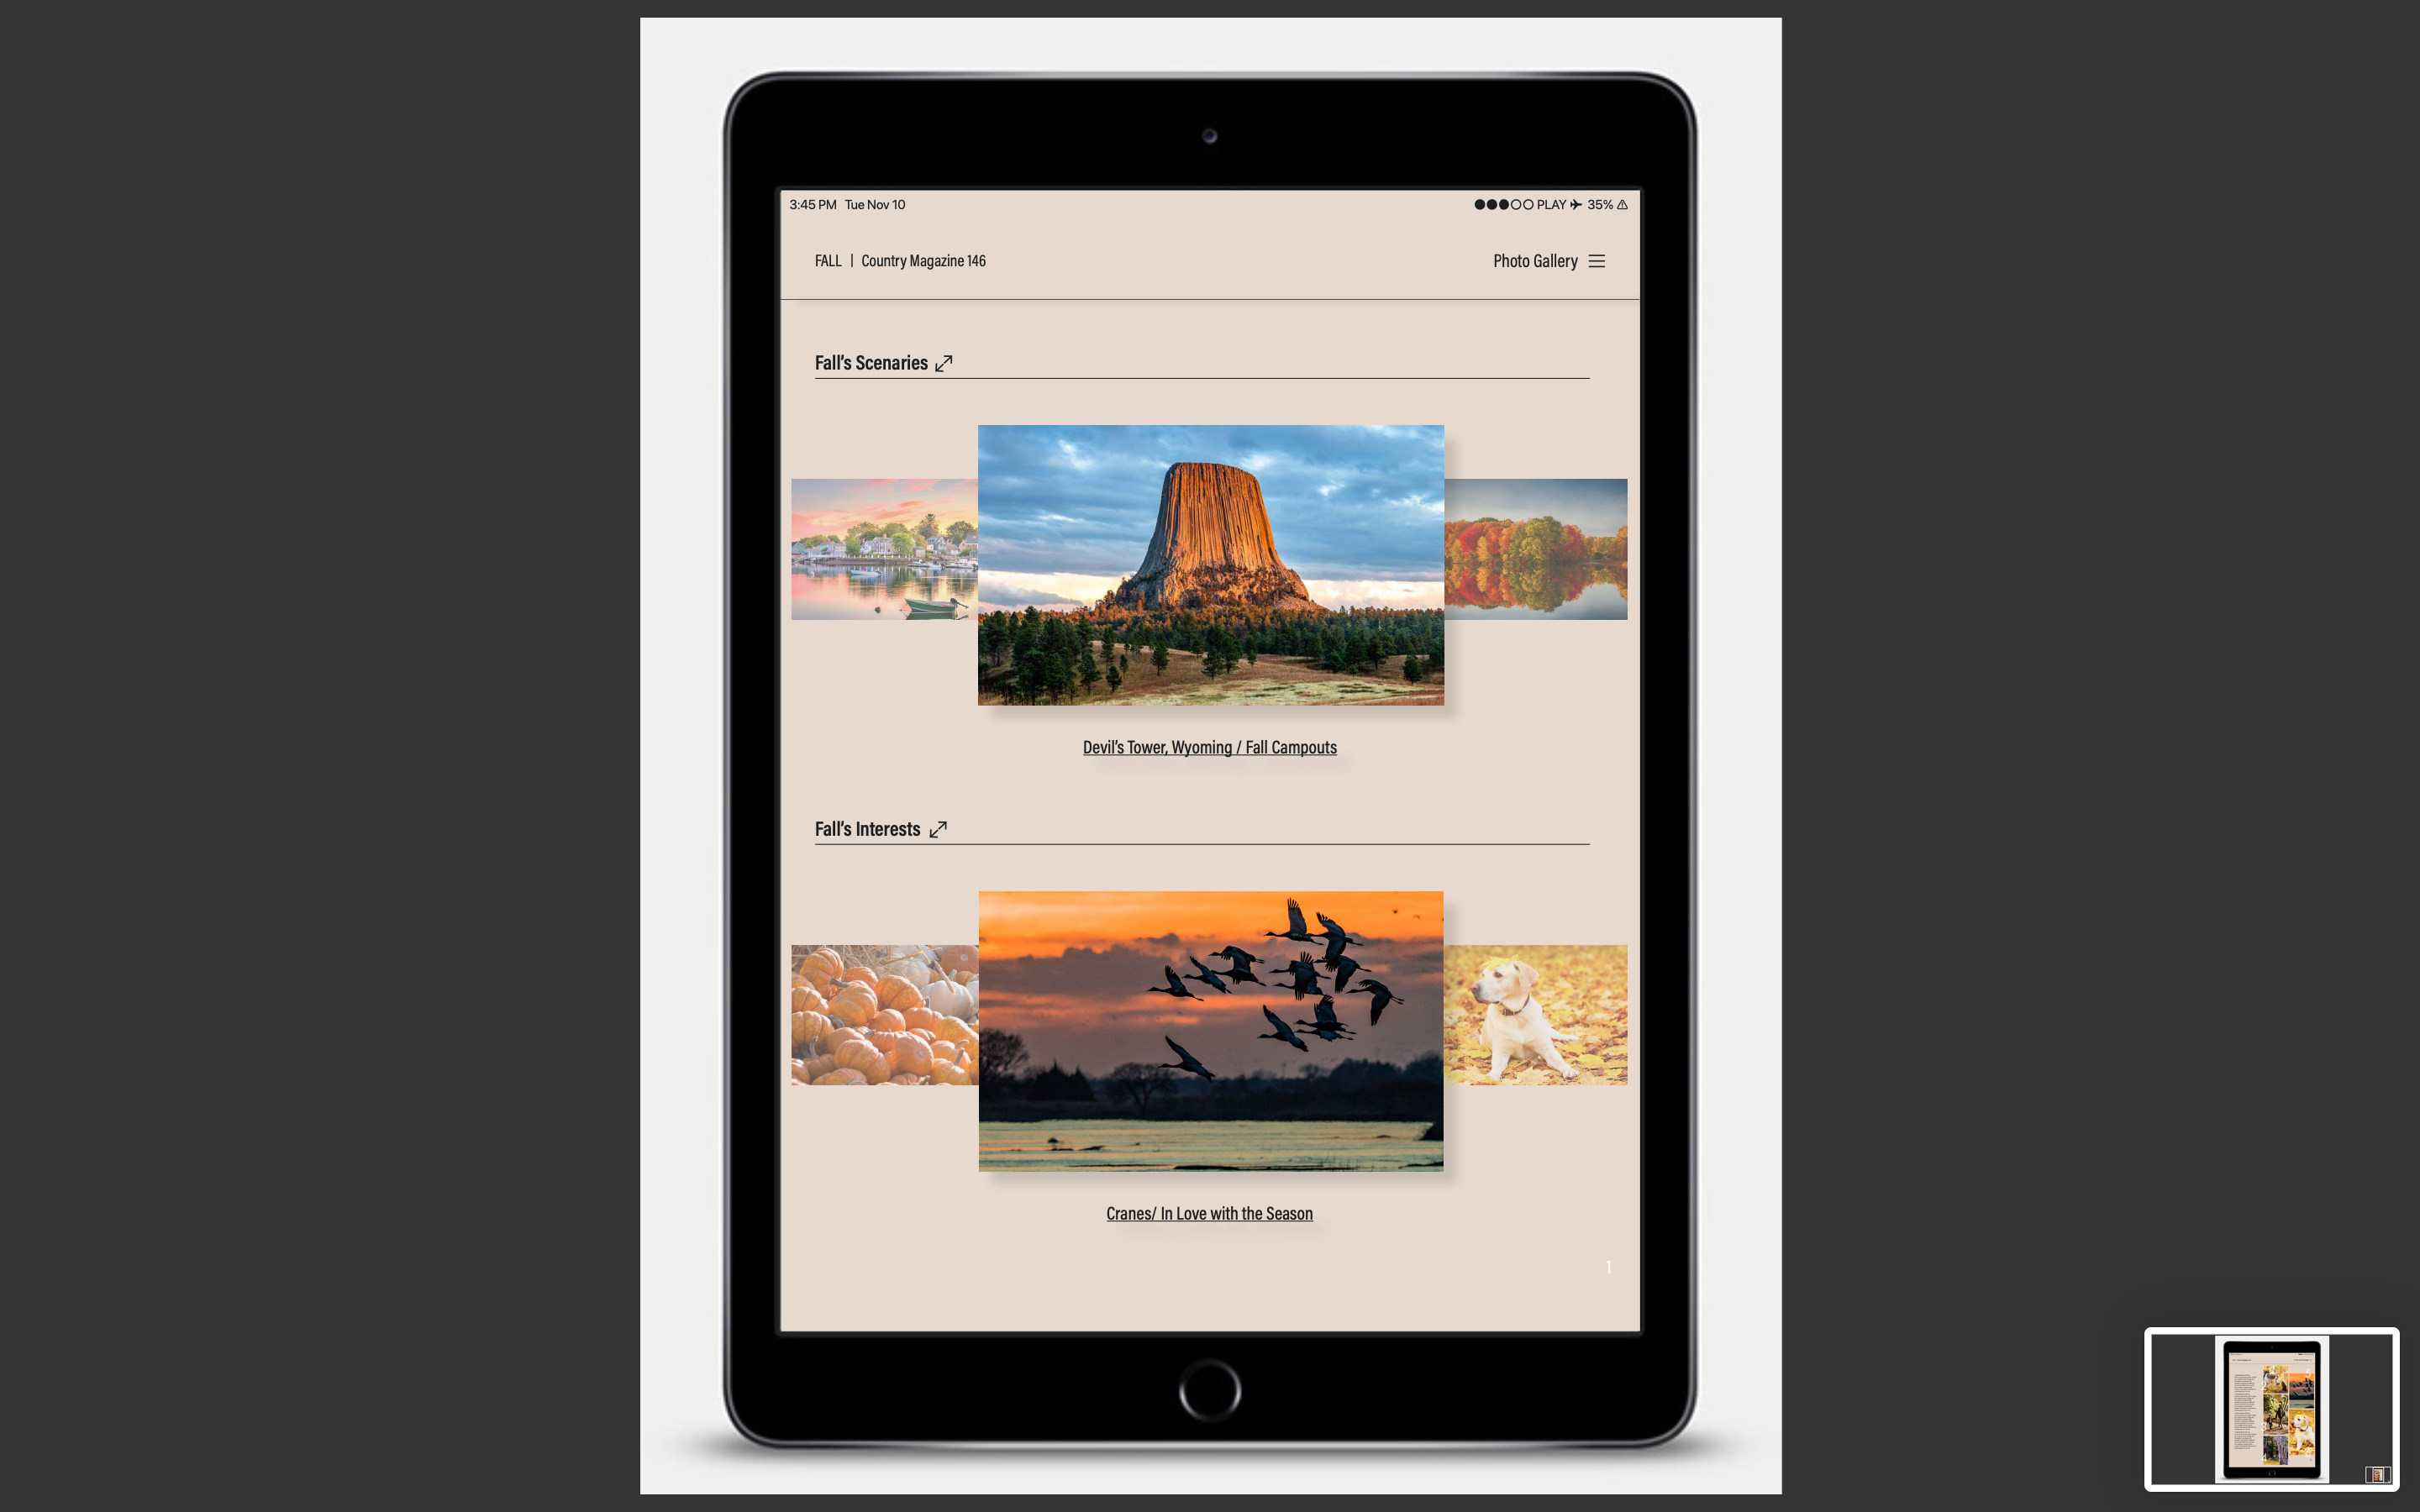 3:45 PM Tue Nov 10
PLAY 35%
FALL | Country Magazine 146
Photo Gallery
Fall's Scenaries
Devil's Tower, Wyoming / Fall Campouts
Fall's Interests
Cranes/ In Love with the Season
1